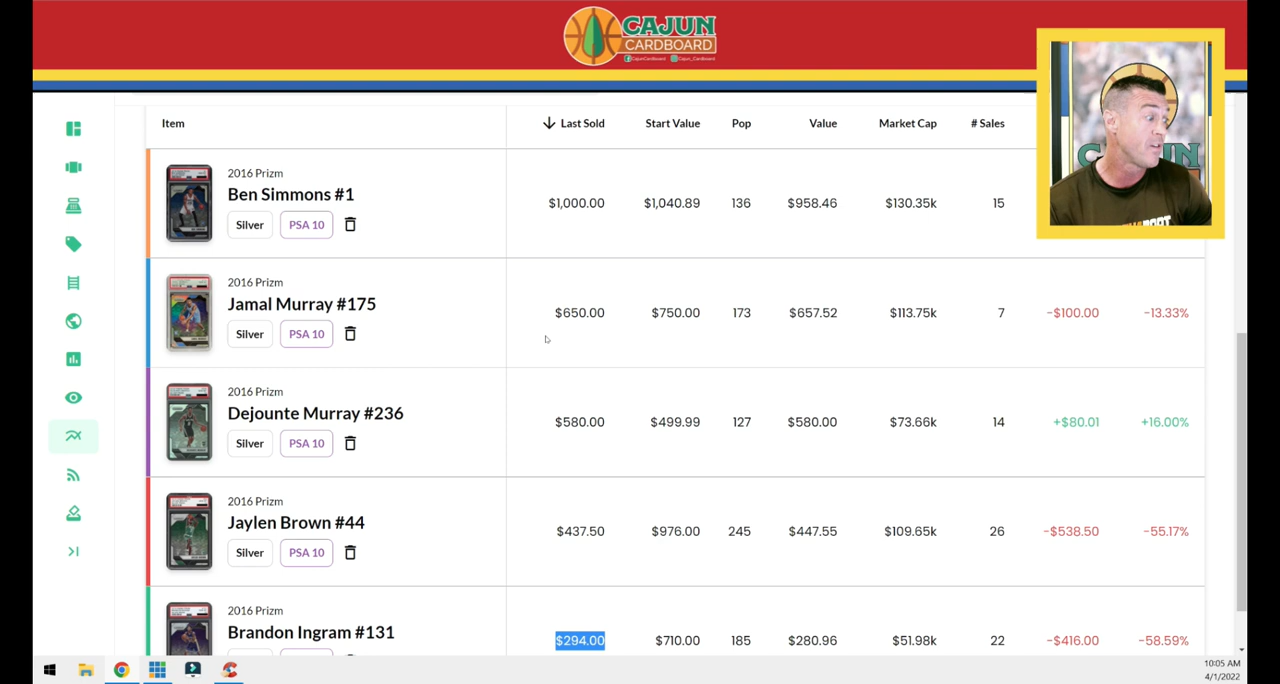 CAJUN
CARDBOARD
CajunCardboard Cajun_Cardboard
Item Last Sold Start Value Pop Value Market Cap # Sales
2016 Prizm
Ben Simmons #1
Silver PSA 10
$1,000.00 $1,040.89 136 $958.46 $130.35k 15
2016 Prizm
Jamal Murray #175
Silver PSA 10
$650.00 $750.00 173 $657.52 $113.75k 7 -$100.00 -13.33%
2016 Prizm
Dejounte Murray #236
Silver PSA 10
$580.00 $499.99 127 $580.00 $73.66k 14 +$80.01 +16.00%
2016 Prizm
Jaylen Brown #44
Silver PSA 10
$437.50 $976.00 245 $447.55 $109.65k 26 -$538.50 -55.17%
2016 Prizm
Brandon Ingram #131
$294.00 $710.00 185 $280.96 $51.98k 22 -$416.00 -58.59%
10:05 AM
4/1/2022